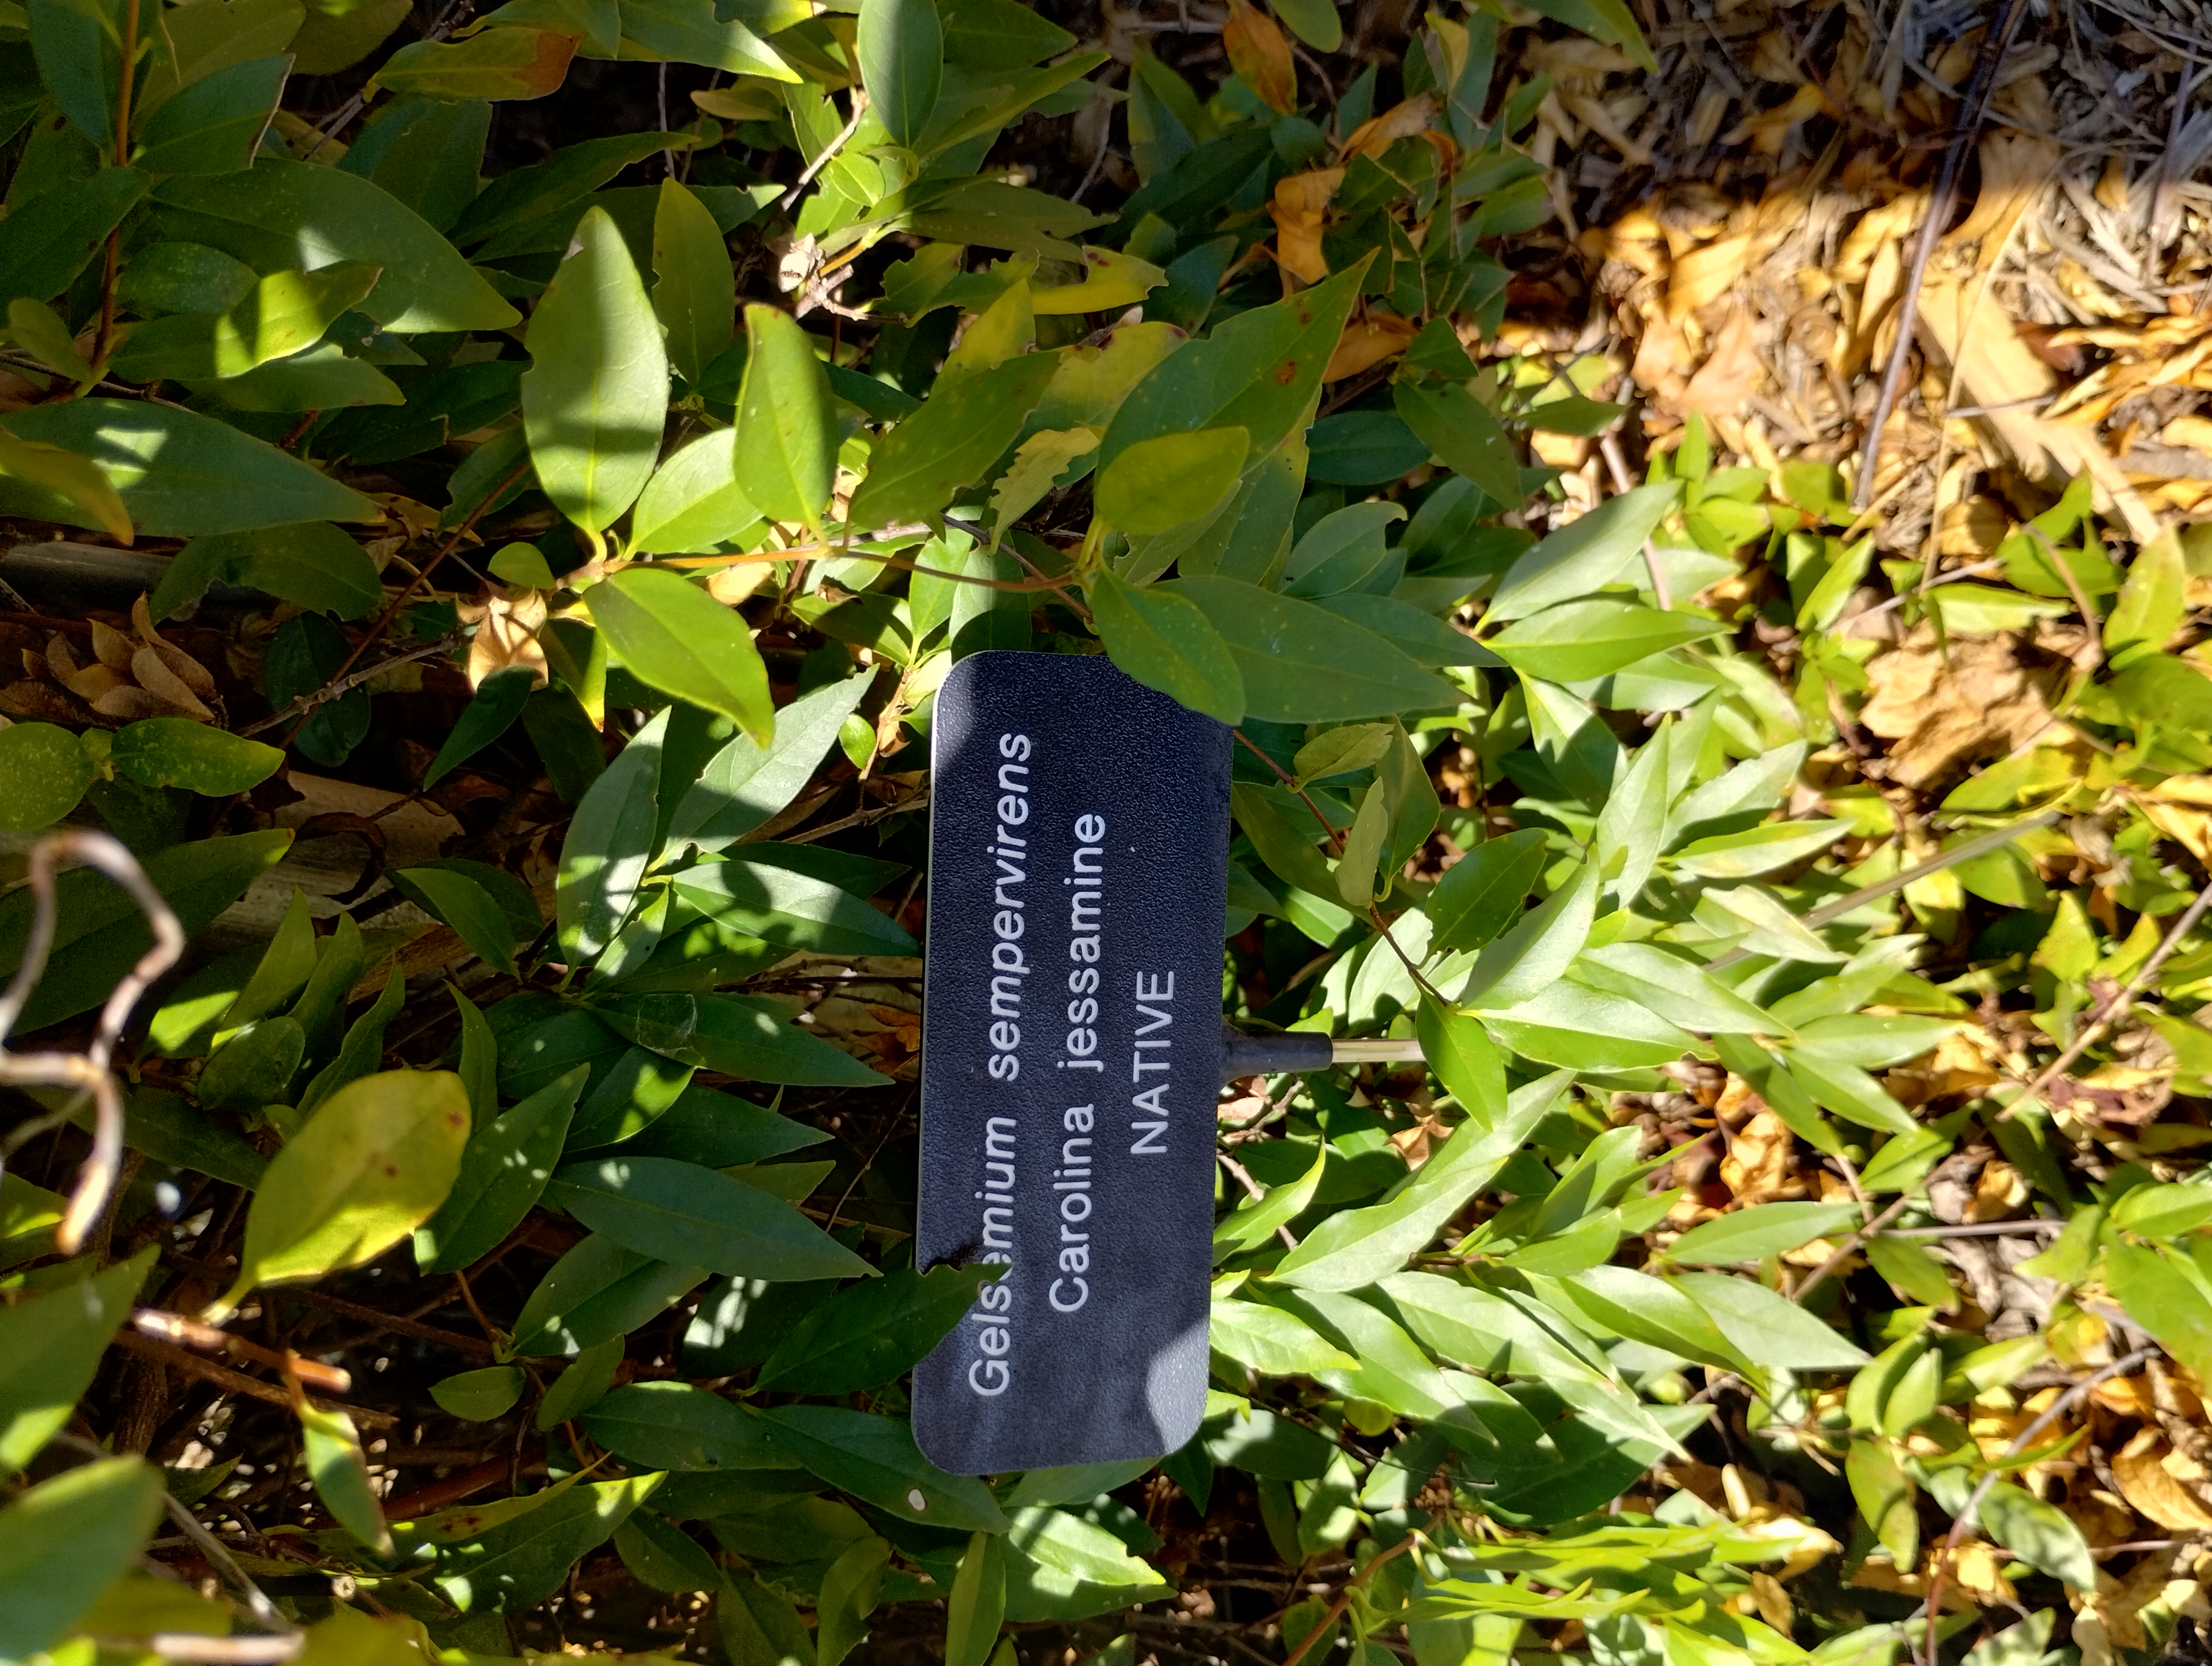 Gelsemium sempervirens
Carolina jessamine
NATIVE